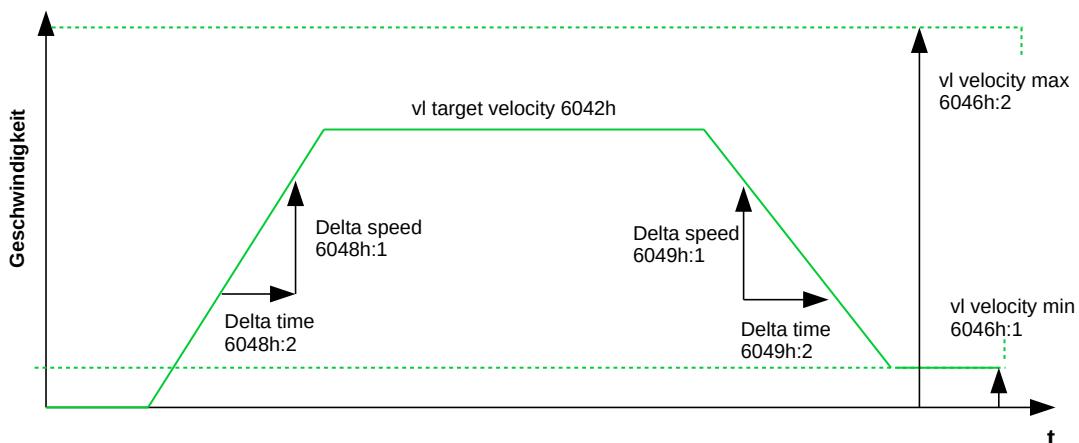 Geschwindigkeit
vl target velocity 6042h
vl velocity max
6046h:2
Delta speed
6048h:1
Delta speed
6049h:1
Delta time
6048h:2
Delta time
6049h:2
vl velocity min
6046h:1
t